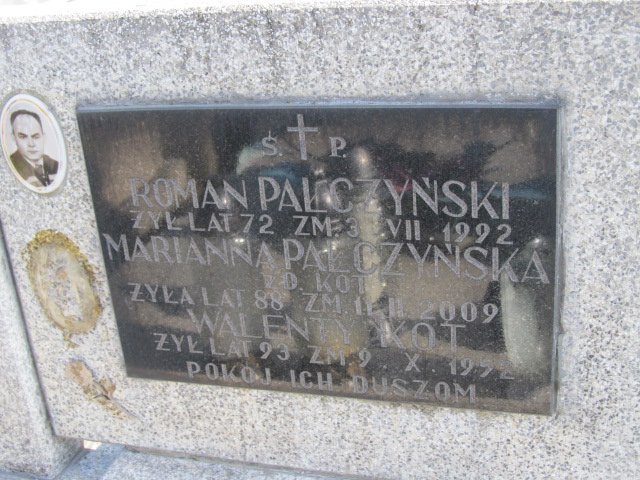 Ś. P.
ROMAN PAŁCZYŃSKI
ŻYŁ LAT 72 ZM. 3. VII. 1992
MARIANNA PAŁCZYŃSKA
ZD. KOT
ŻYŁA LAT 88 ZM. 11. II. 2009
WALENTY KOT
ŻYŁ LAT 93 ZM 9. X. 1992
POKÓJ ICH DUSZOM